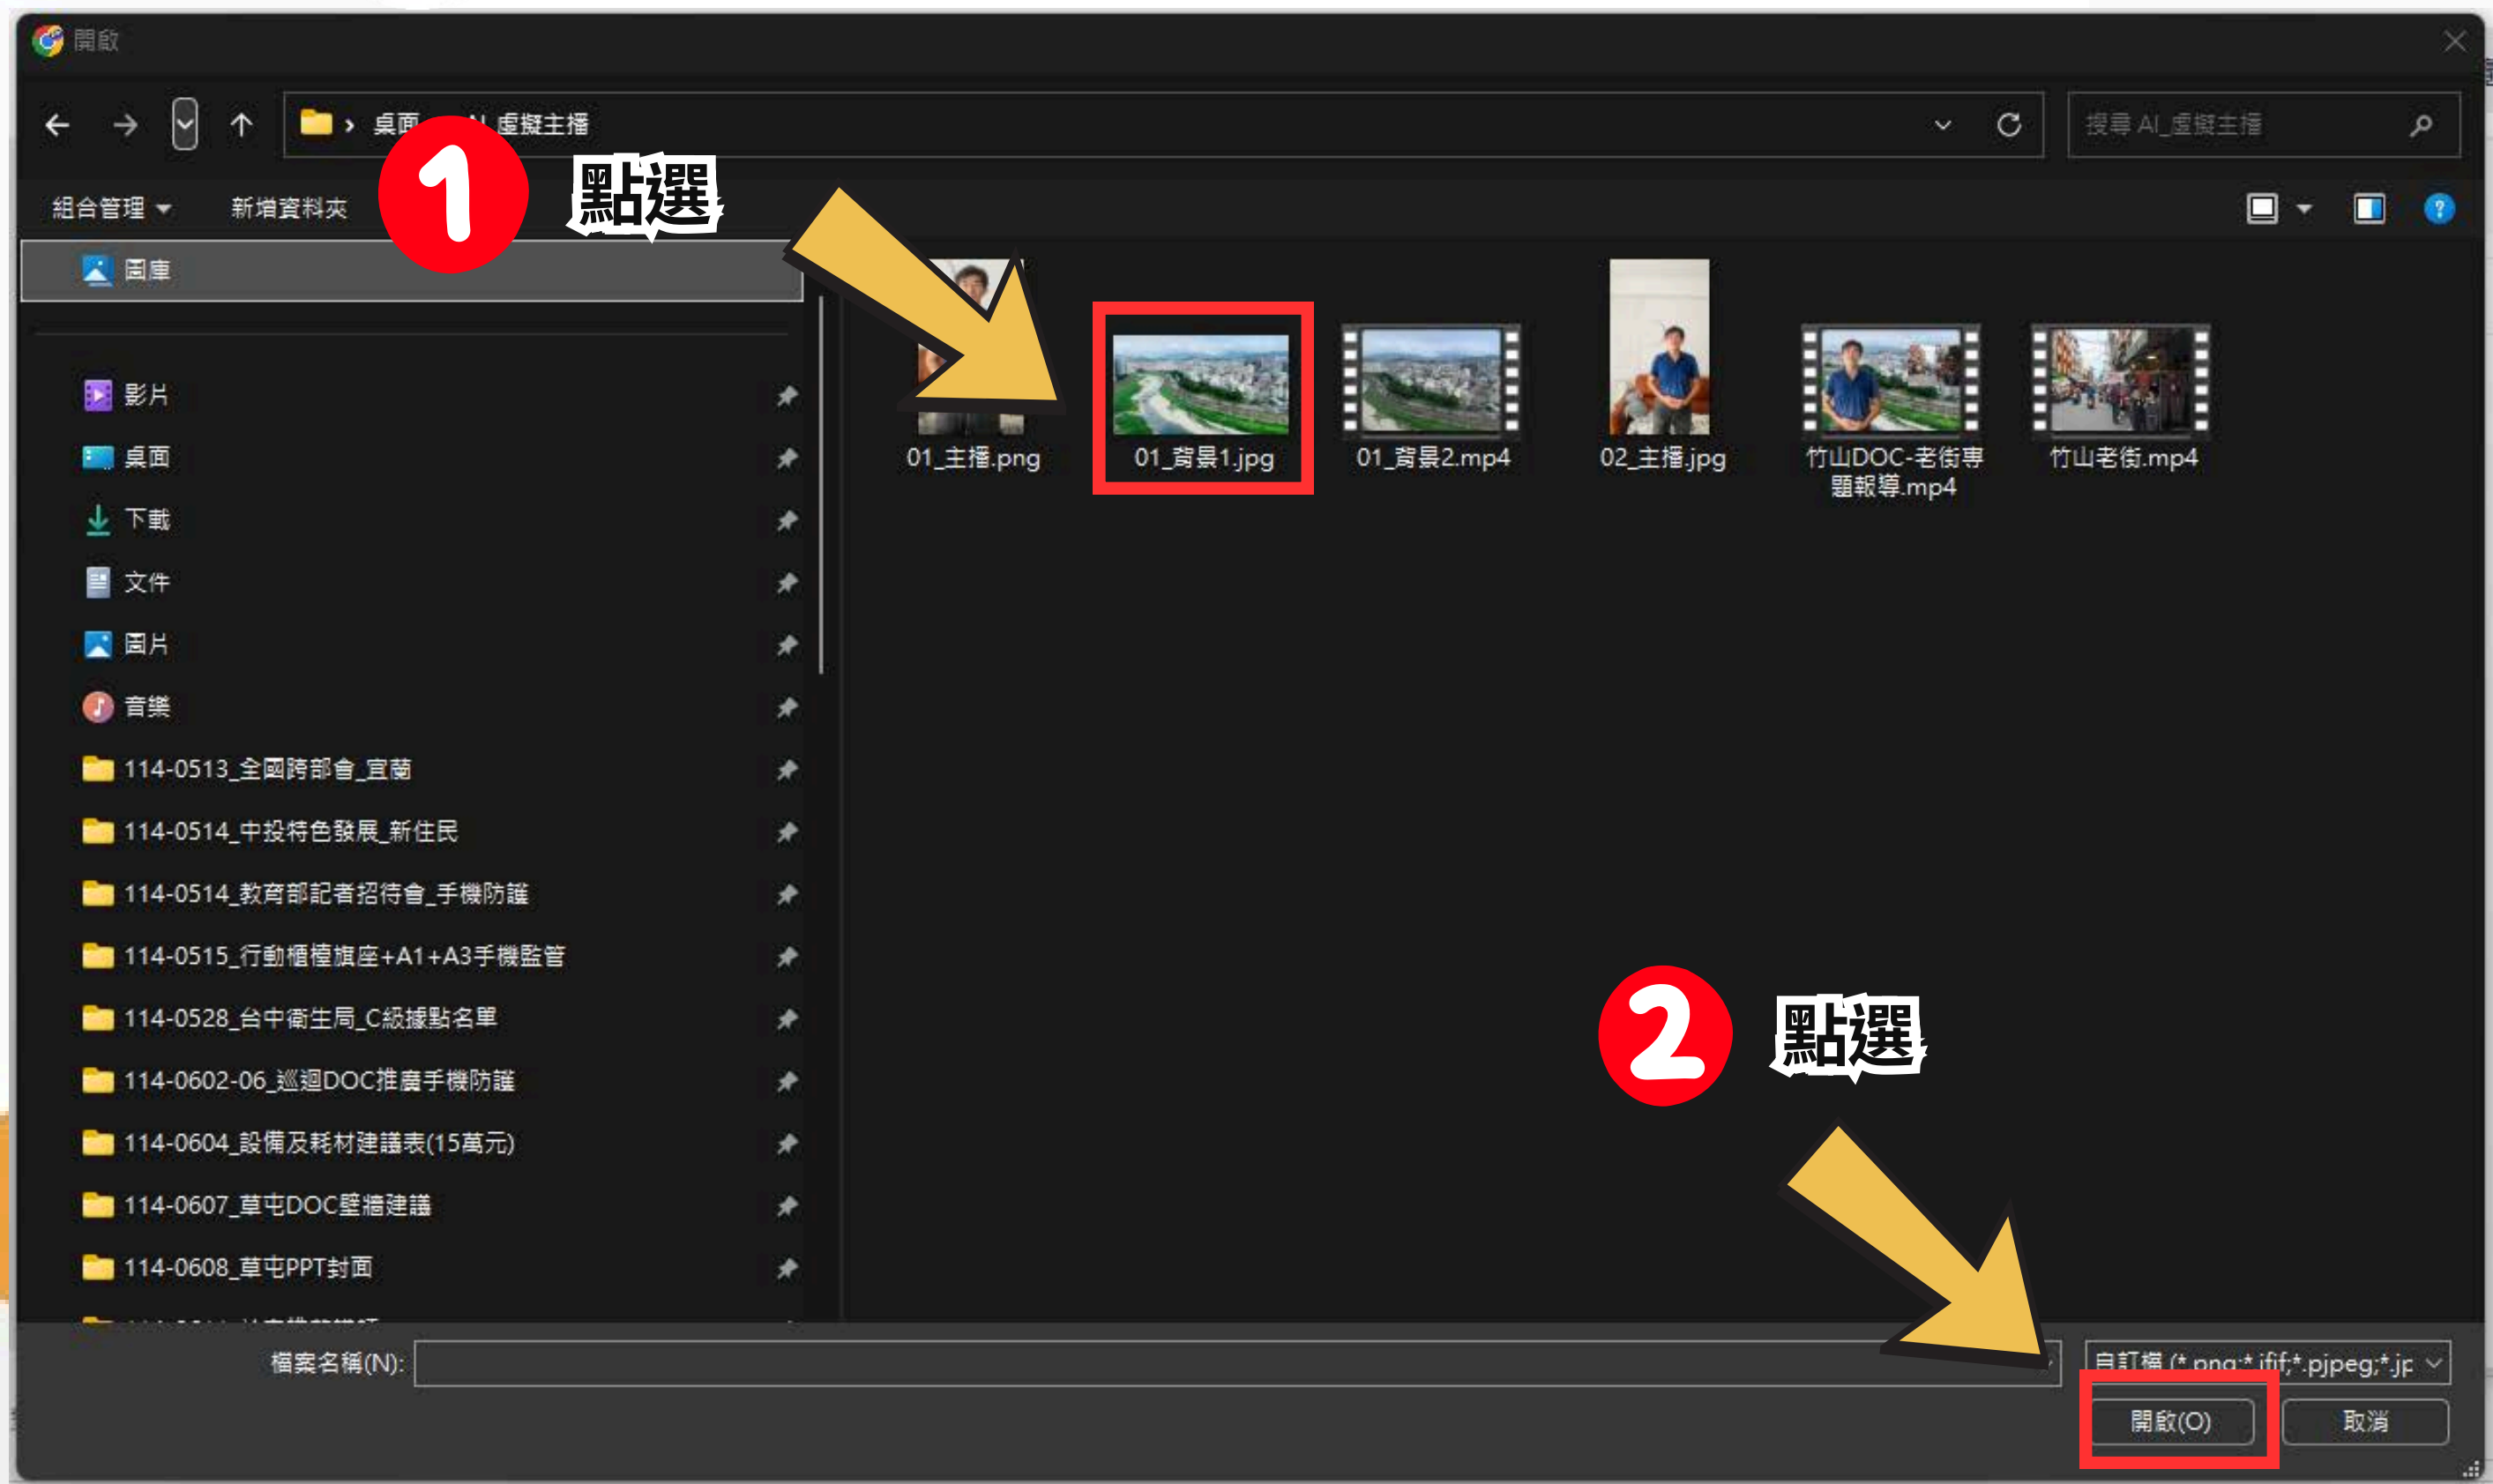 開啟
桌面
AI_虛擬主播
搜尋 AI_虛擬主播
1
點選
組合管理
新增資料夾
圖庫
影片
桌面
下載
文件
圖片
音樂
114-0513_全國跨部會_宜蘭
114-0514_中投特色發展_新住民
114-0514_教育部記者招待會_手機防護
114-0515_行動櫃檯旗座+A1+A3手機監管
114-0528_台中衛生局_C級據點名單
114-0602-06_巡迴DOC推廣手機防護
114-0604_設備及耗材建議表(15萬元)
114-0607_草屯DOC壁牆建議
114-0608_草屯PPT封面
01_主播.png
01_背景1.jpg
01_背景2.mp4
02_主播.jpg
竹山DOC-老街專
題報導.mp4
竹山老街.mp4
2
點選
檔案名稱(N):
自訂檔 (*.png;*.jfif;*.pjpeg;*.jp
開啟(O)
取消